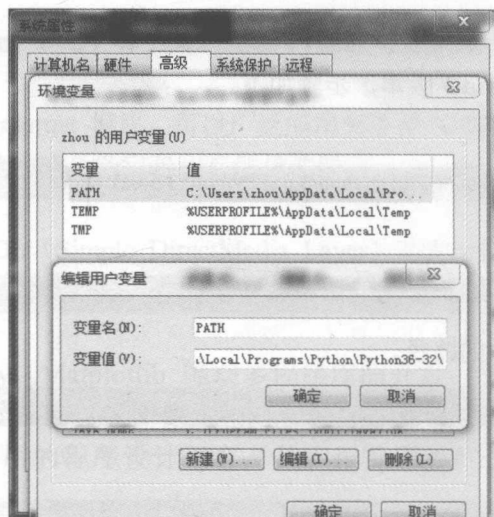 系统属性
计算机名 硬件 高级 系统保护 远程
环境变量
zhou 的用户变量(U)
变量 值
PATH C:\Users\zhou\AppData\Local\Pro...
TEMP %USERPROFILE%\AppData\Local\Temp
TMP %USERPROFILE%\AppData\Local\Temp
编辑用户变量
变量名(N): PATH
变量值(V): \Local\Programs\Python\Python36-32\
确定 取消
新建(W)... 编辑(I)... 删除(L)
确定 取消